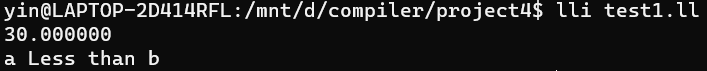 yin@LAPTOP-2D414RFL:/mnt/d/compiler/project4$ lli test1.ll
30.000000
a Less than b